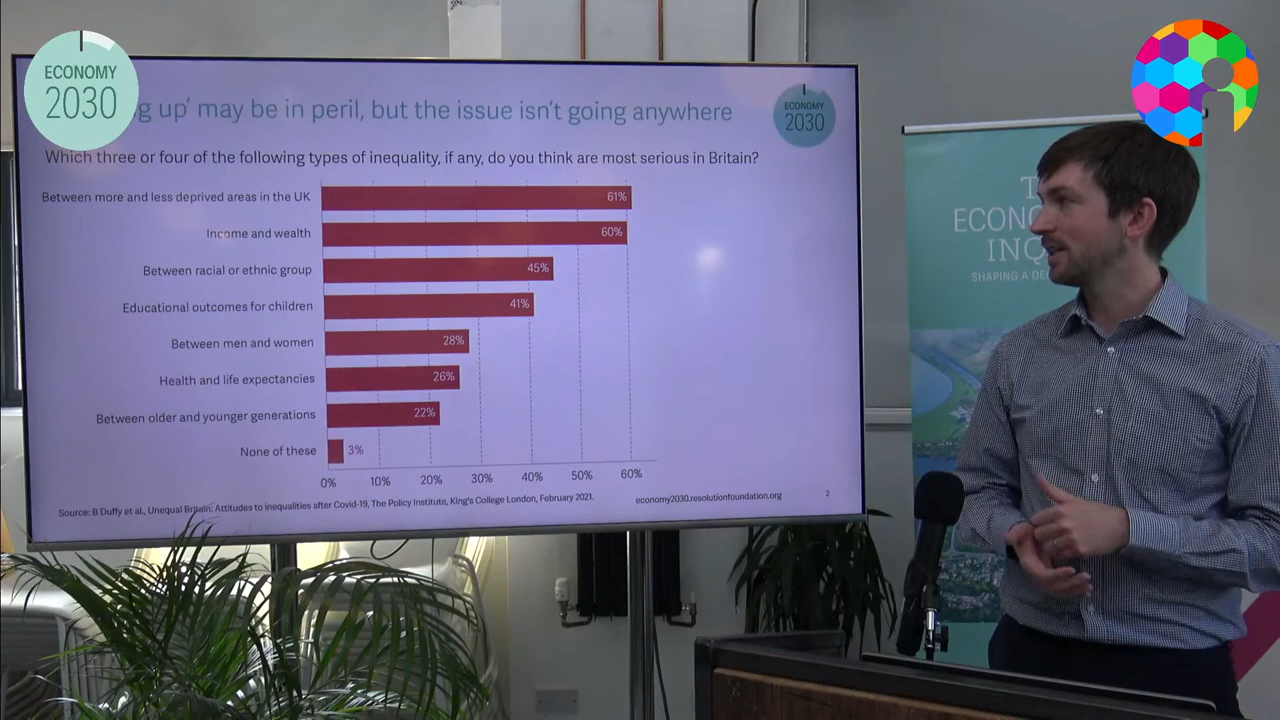 ECONOMY
2030
g up' may be in peril, but the issue isn't going anywhere
ECONOMY
2030
Which three or four of the following types of inequality, if any, do you think are most serious in Britain?
Between more and less deprived areas in the UK 61%
Income and wealth 60%
Between racial or ethnic group 45%
Educational outcomes for children 41%
Between men and women 28%
Health and life expectancies 26%
Between older and younger generations 22%
None of these 3%
0% 10% 20% 30% 40% 50% 60%
Source: B Duffy et al., Unequal Britain: Attitudes to inequalities after Covid-19, The Policy Institute, King's College London, February 2021.
economy2030.resolutionfoundation.org
2
T
ECONO
INQ
SHAPING A DE